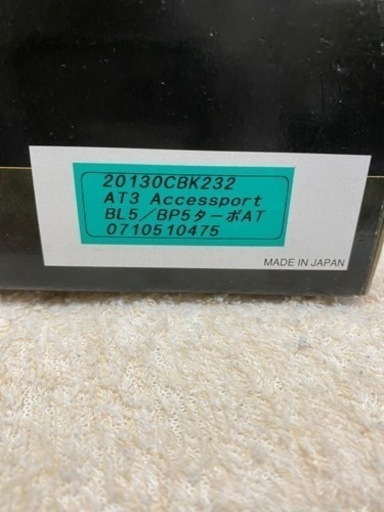 20130CBK232
AT3 Accessport
BL5／BP5ターボAT
0710510475
MADE IN JAPAN